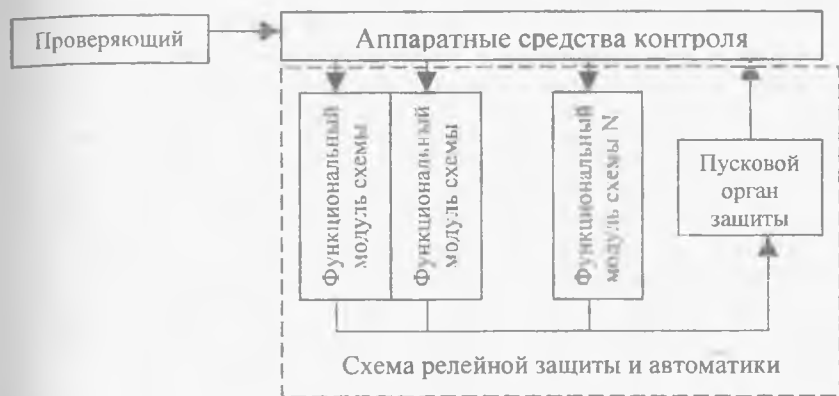 Проверяющий
Аппаратные средства контроля
Функциональный
модуль схемы
Функциональный
модуль схемы
Функциональный
модуль схемы N
Пусковой
орган
защиты
Схема релейной защиты и автоматики